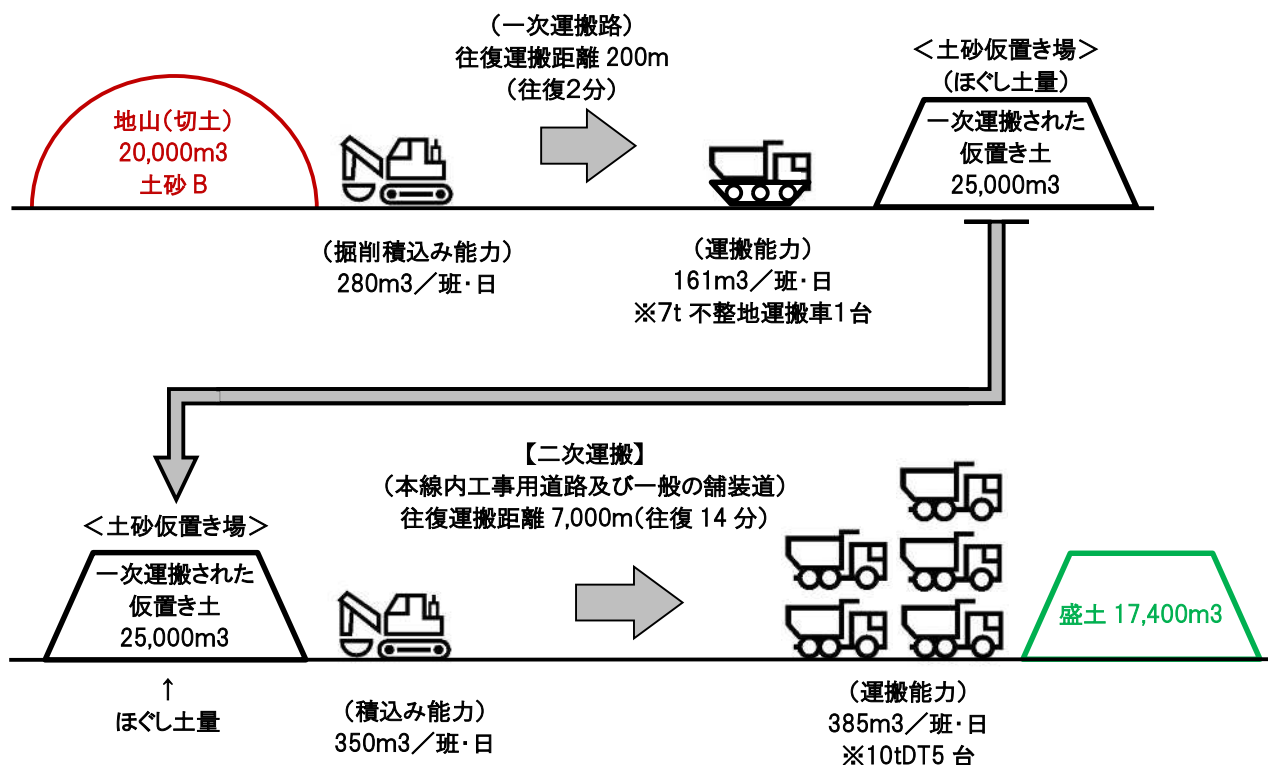 (一次運搬路)
往復運搬距離 200m
(往復2分)
<土砂仮置き場>
(ほぐし土量)
地山(切土)
20,000m3
土砂 B
一次運搬された
仮置き土
25,000m3
(掘削積込み能力)
280m3/班・日
(運搬能力)
161m3/班・日
※7t 不整地運搬車1台
【二次運搬】
(本線内工事用道路及び一般の舗装道)
往復運搬距離 7,000m(往復 14 分)
<土砂仮置き場>
一次運搬された
仮置き土
25,000m3
盛土 17,400m3
↑
ほぐし土量
(積込み能力)
350m3/班・日
(運搬能力)
385m3/班・日
※10tDT5 台